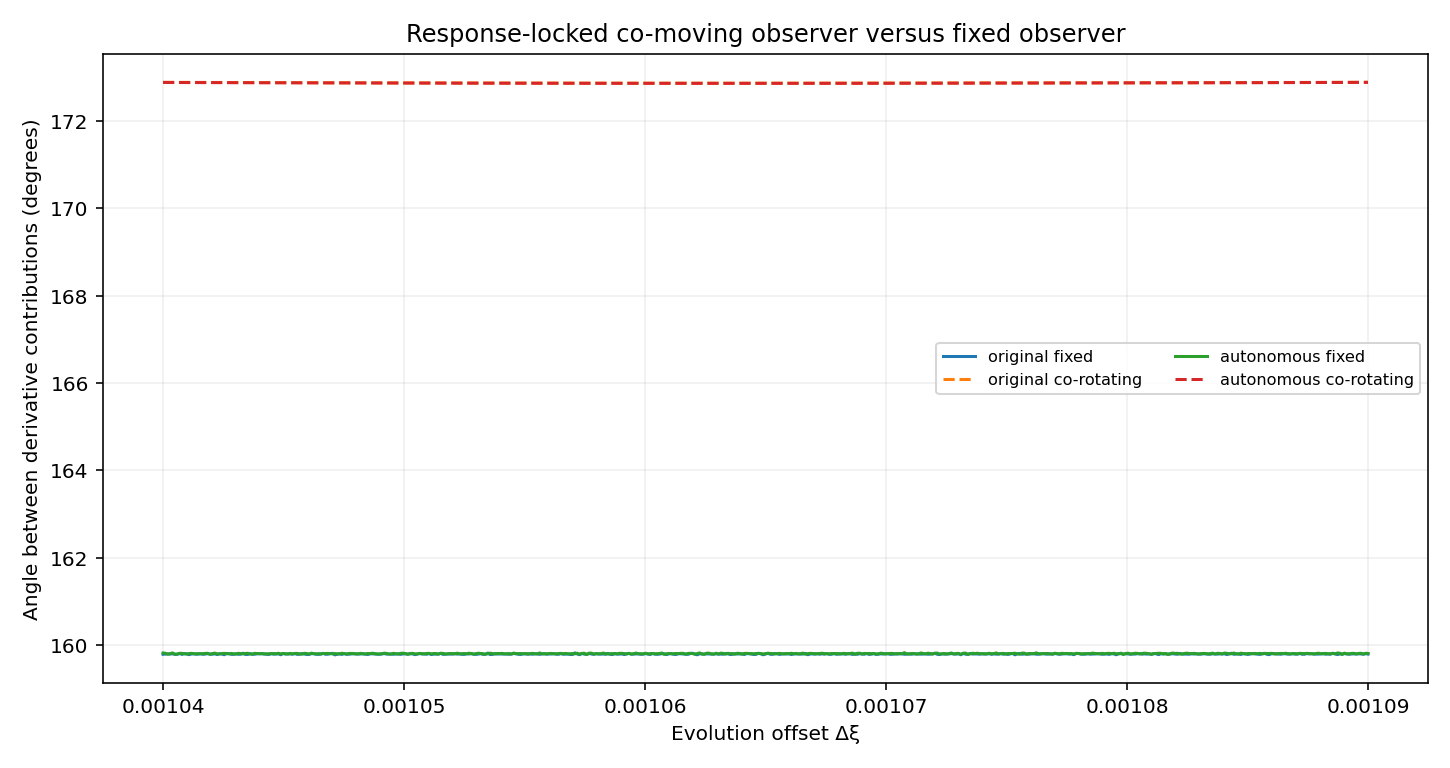 Response-locked co-moving observer versus fixed observer
Angle between derivative contributions (degrees)
172
170
168
166
164
162
160
original fixed
original co-rotating
autonomous fixed
autonomous co-rotating
0.00104
0.00105
0.00106
0.00107
0.00108
0.00109
Evolution offset Δξ